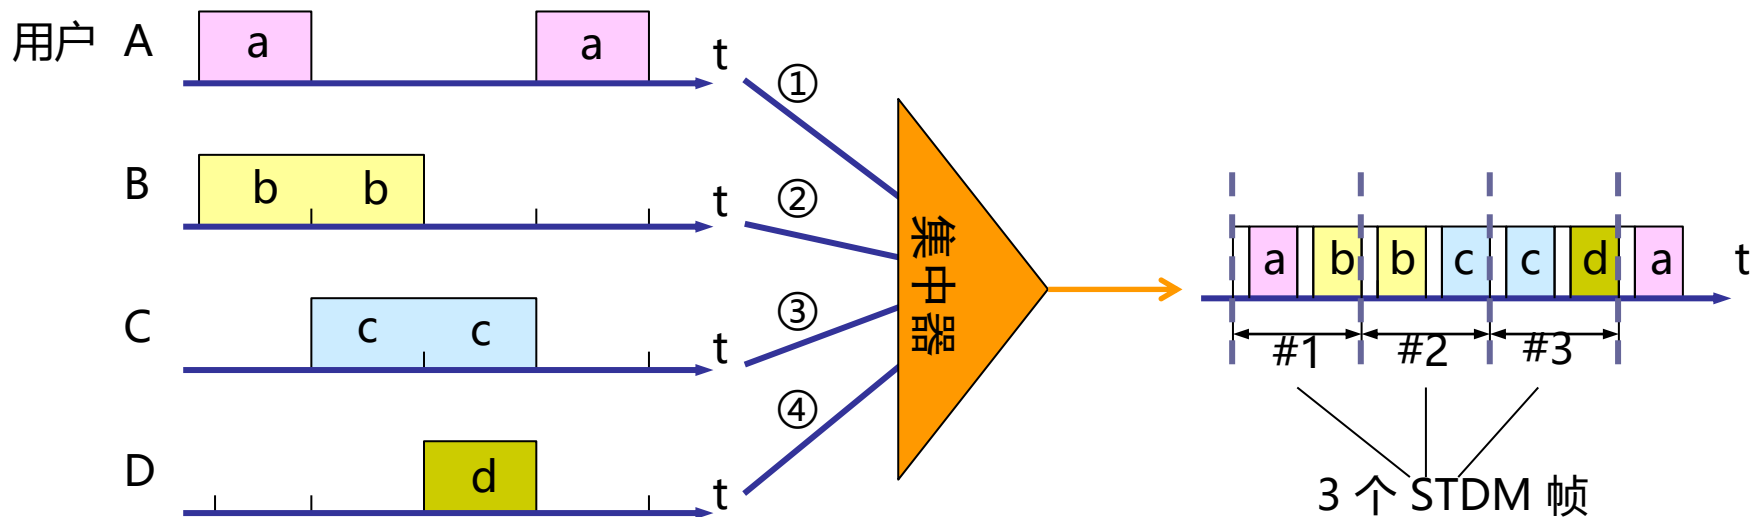 用户 A a a t
①
B b b t
②
C c c t
③
D d t
④
集中器
a b b c c d a t
#1 #2 #3
3 个 STDM 帧